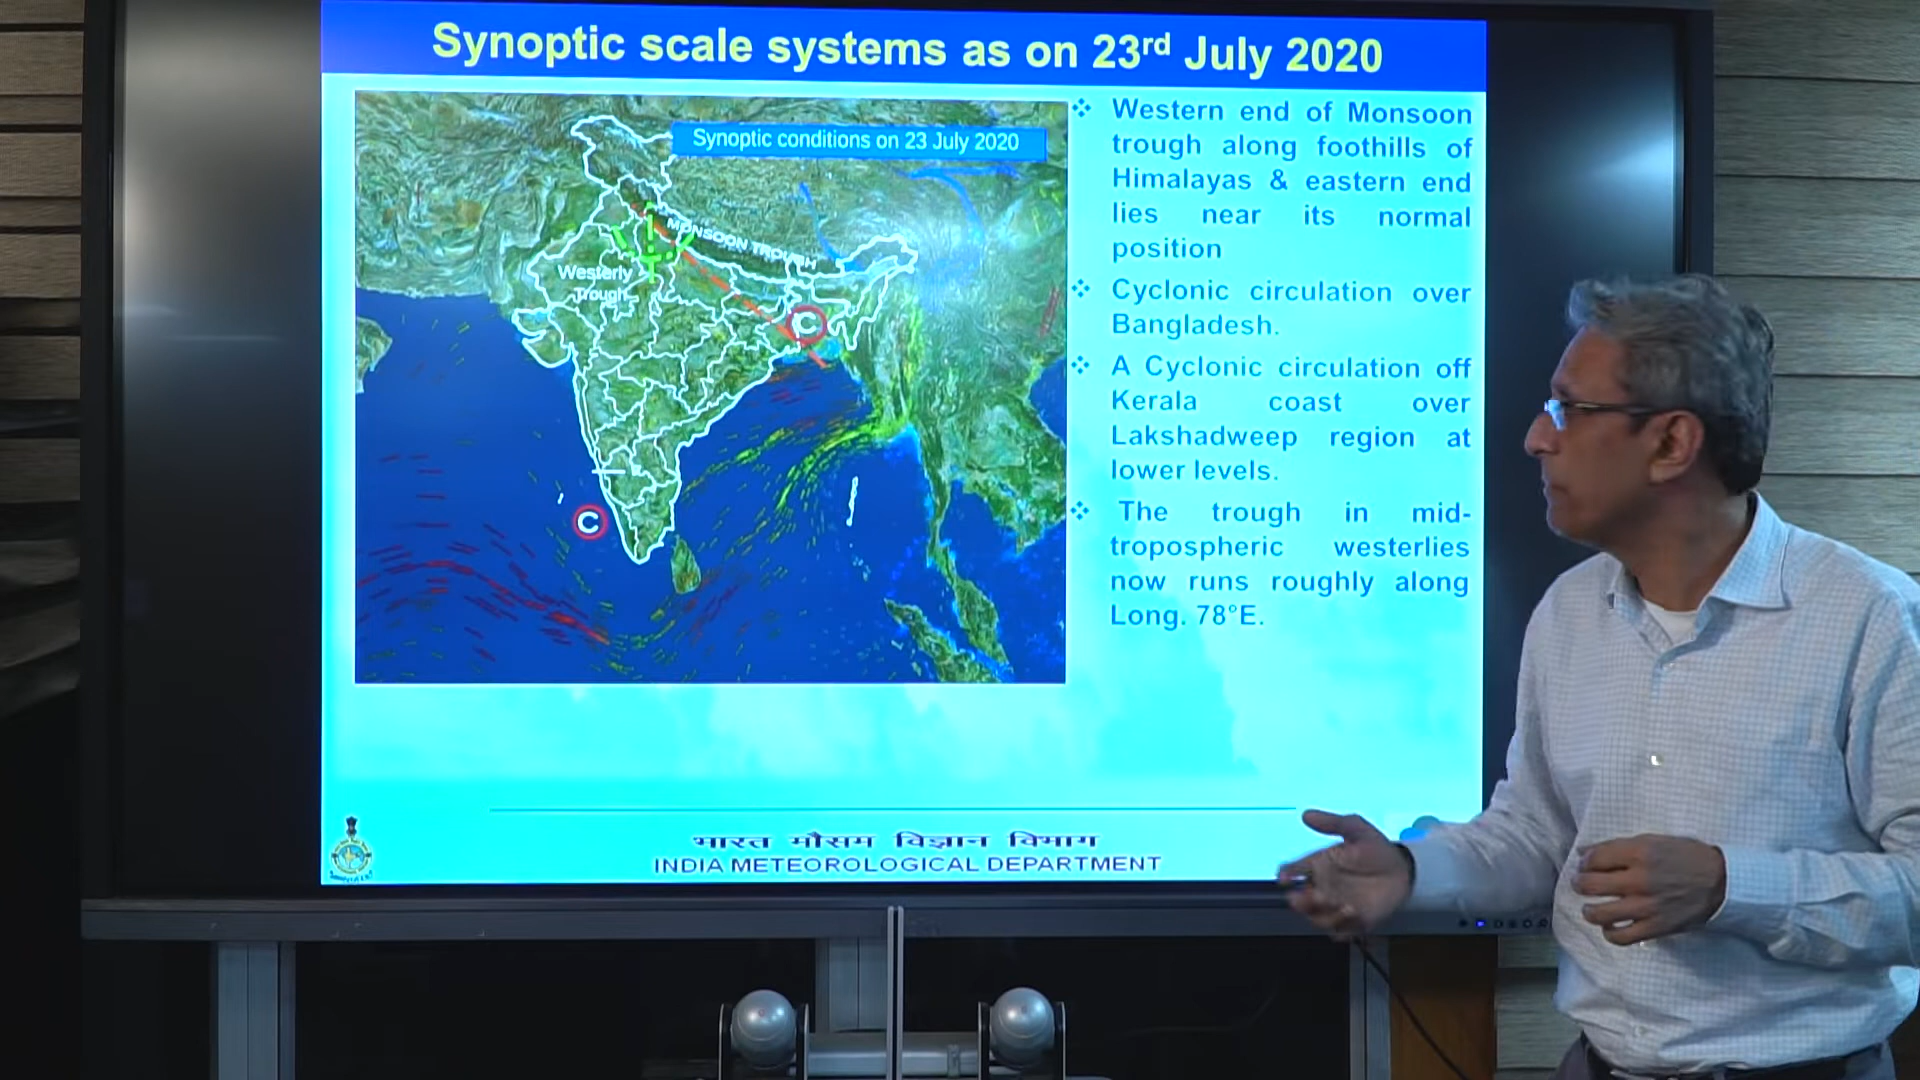 Synoptic scale systems as on 23rd July 2020
Synoptic conditions on 23 July 2020
MONSOON TROUGH
Westerly
Trough
C
C
❖ Western end of Monsoon
trough along foothills of
Himalayas & eastern end
lies near its normal
position
❖ Cyclonic circulation over
Bangladesh.
❖ A Cyclonic circulation off
Kerala coast over
Lakshadweep region at
lower levels.
❖ The trough in mid-
tropospheric westerlies
now runs roughly along
Long. 78°E.
भारत मौसम विज्ञान विभाग
INDIA METEOROLOGICAL DEPARTMENT